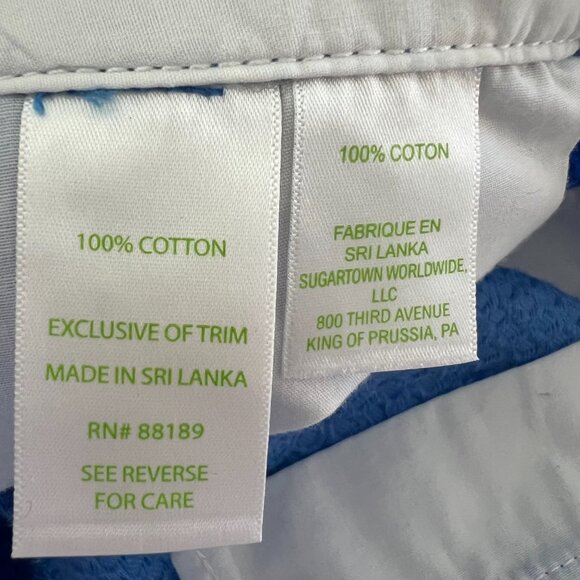 100% COTTON
EXCLUSIVE OF TRIM
MADE IN SRI LANKA
RN# 88189
SEE REVERSE
FOR CARE
100% COTON
FABRIQUE EN
SRI LANKA
SUGARTOWN WORLDWIDE,
LLC
800 THIRD AVENUE
KING OF PRUSSIA, PA